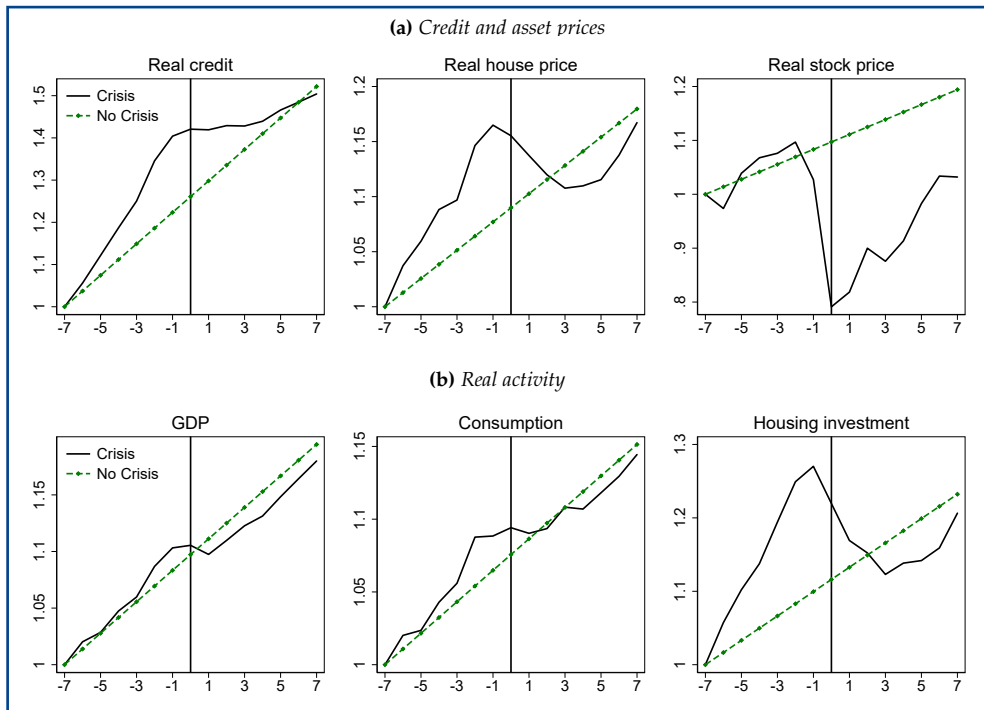 (a) Credit and asset prices
Real credit
Real house price
Real stock price
Crisis
No Crisis
1 1.1 1.2 1.3 1.4 1.5
-7 -5 -3 -1 1 3 5 7
1 1.05 1.1 1.15 1.2
-7 -5 -3 -1 1 3 5 7
.8 .9 1 1.1 1.2
-7 -5 -3 -1 1 3 5 7
(b) Real activity
GDP
Consumption
Housing investment
Crisis
No Crisis
1 1.05 1.1 1.15
-7 -5 -3 -1 1 3 5 7
1 1.05 1.1 1.15
-7 -5 -3 -1 1 3 5 7
1 1.1 1.2 1.3
-7 -5 -3 -1 1 3 5 7